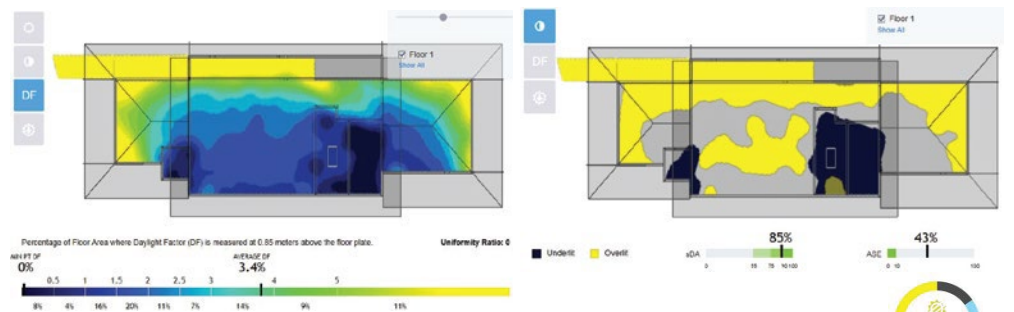 Floor 1
Show All
DF
Percentage of Floor Area where Daylight Factor (DF) is measured at 0.85 meters above the floor plate.
Uniformity Ratio: 0
MIN PT DF
0%
AVERAGE DF
3.4%
0.5 1 1.5 2 2.5 3 4 5
8% 4% 16% 20% 11% 7% 14% 9% 11%
Floor 1
Show All
DF
Underlit
Overlit
sDA
85%
0 55 75 90 100
ASE
43%
0 10 100